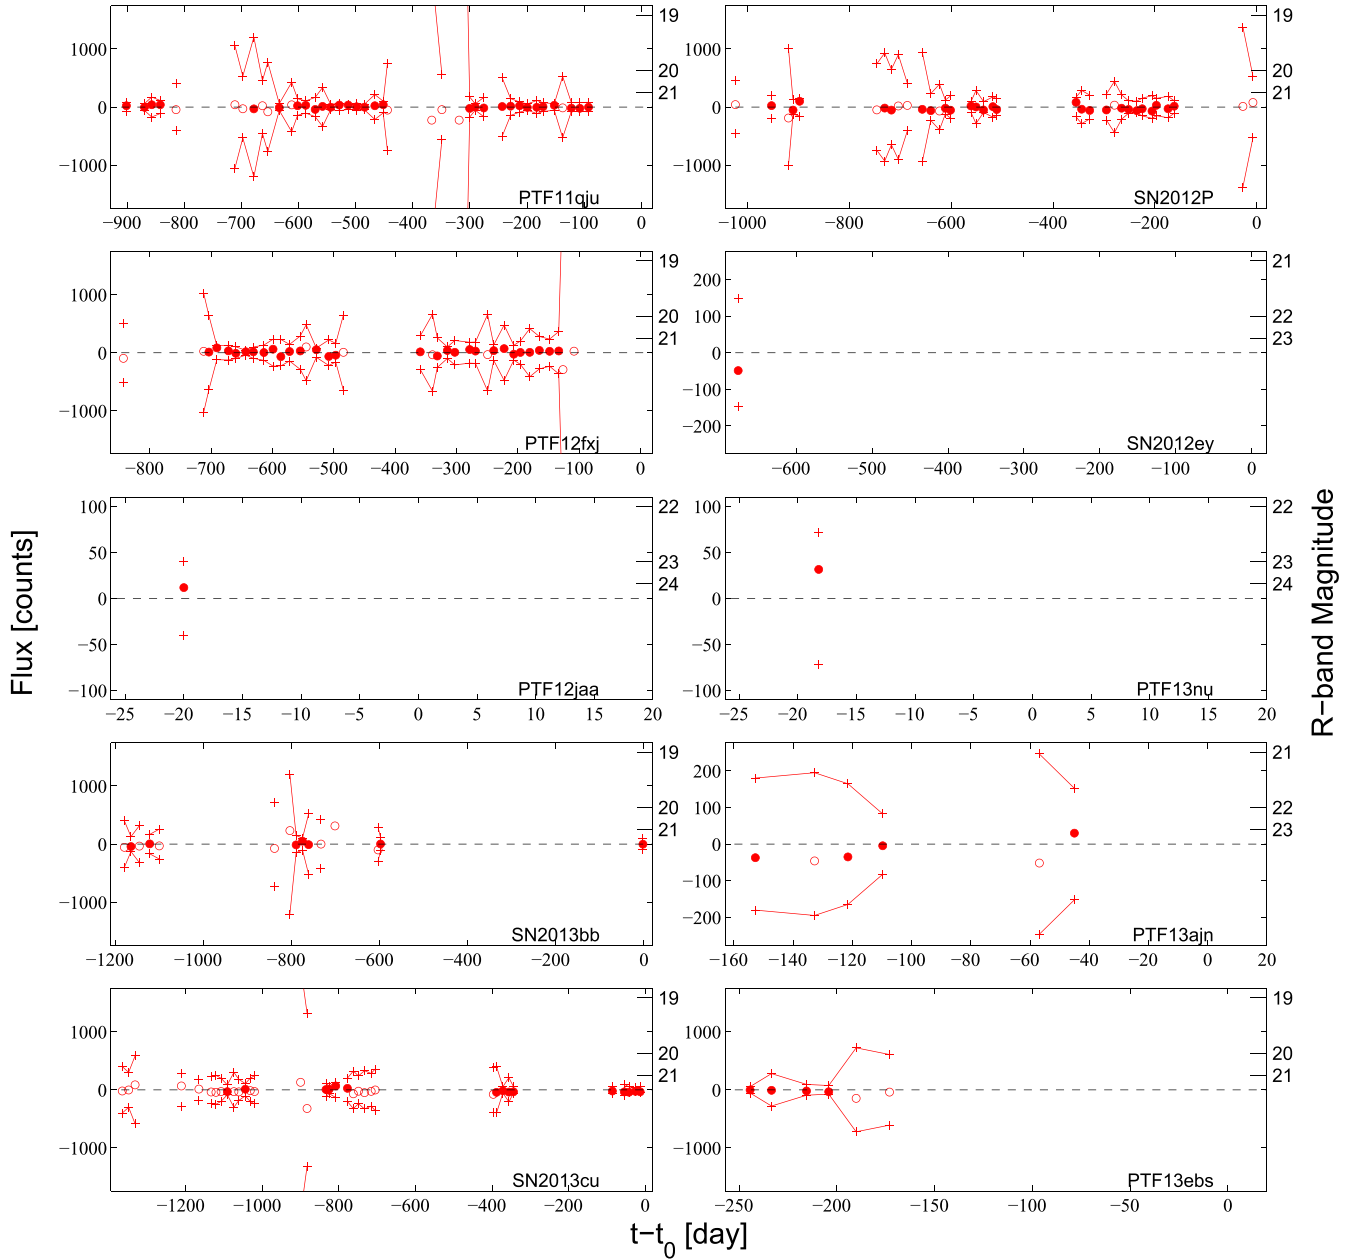 1000
0
−1000
19
20
21
PTF11qju
−900 −800 −700 −600 −500 −400 −300 −200 −100 0
1000
0
−1000
19
20
21
SN2012P
−1000 −800 −600 −400 −200 0
1000
0
−1000
19
20
21
PTF12fxj
−800 −700 −600 −500 −400 −300 −200 −100 0
200
100
0
−100
−200
21
22
23
SN2012ey
−600 −500 −400 −300 −200 −100 0
100
50
0
−50
−100
22
23
24
PTF12jaa
−25 −20 −15 −10 −5 0 5 10 15 20
100
50
0
−50
−100
22
23
24
PTF13nu
−25 −20 −15 −10 −5 0 5 10 15 20
1000
0
−1000
19
20
21
SN2013bb
−1200 −1000 −800 −600 −400 −200 0
200
100
0
−100
−200
21
22
23
PTF13ajn
−160 −140 −120 −100 −80 −60 −40 −20 0 20
1000
0
−1000
19
20
21
SN2013cu
−1200 −1000 −800 −600 −400 −200 0
1000
0
−1000
19
20
21
PTF13ebs
−250 −200 −150 −100 −50 0
Flux [counts]
R−band Magnitude
t−t0 [day]